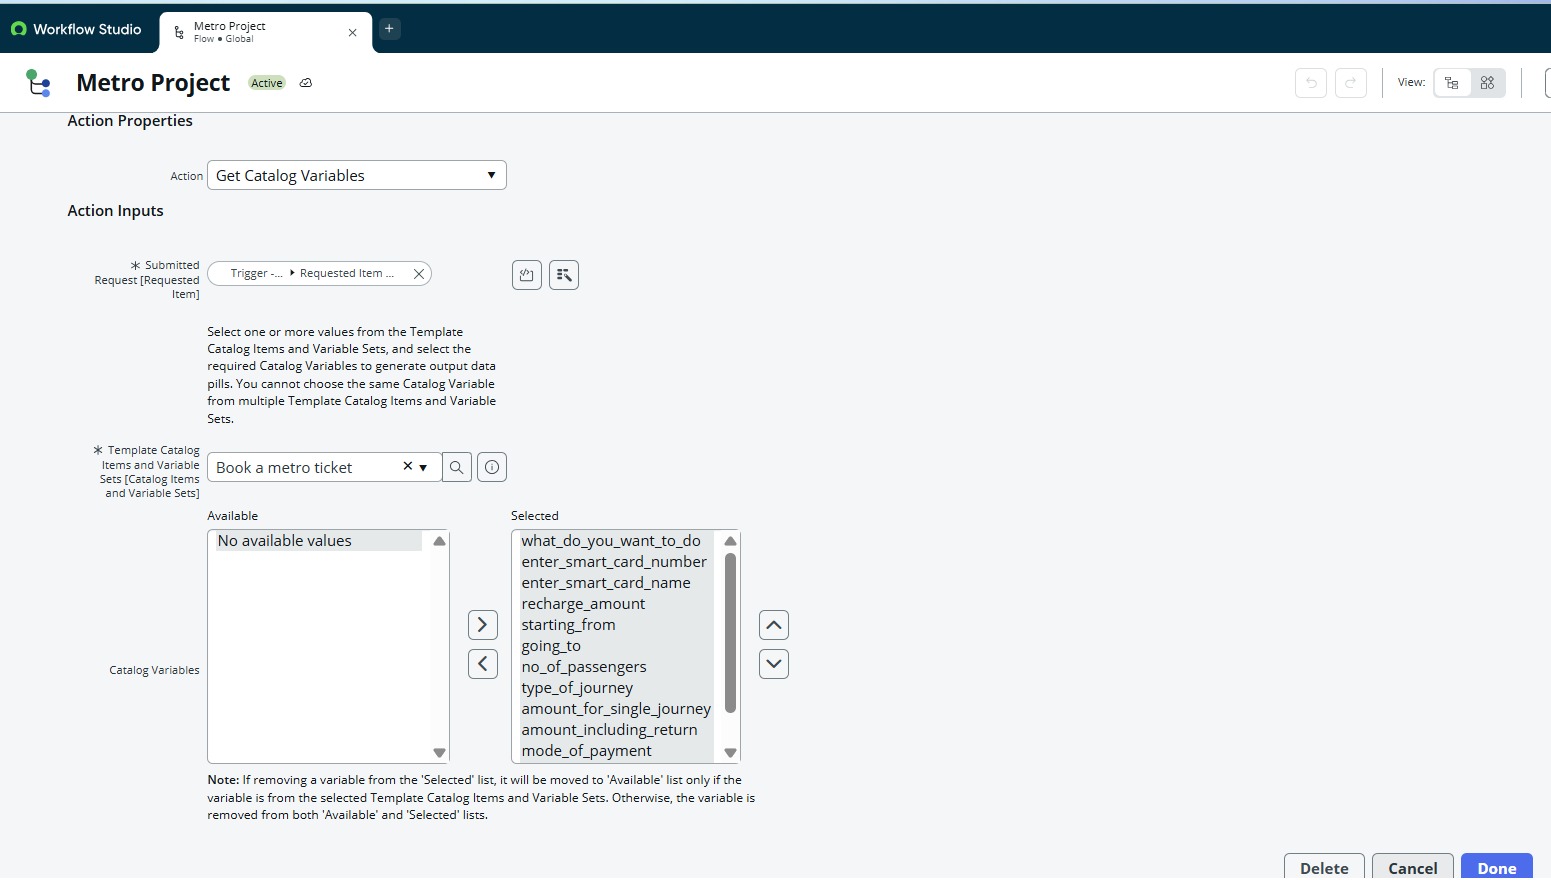 Workflow Studio
Metro Project
Flow • Global
Metro Project
Active
View:
Action Properties
Action
Get Catalog Variables
Action Inputs
Submitted
Request [Requested
Item]
Trigger -... ▸ Requested Item ...
Select one or more values from the Template
Catalog Items and Variable Sets, and select the
required Catalog Variables to generate output data
pills. You cannot choose the same Catalog Variable
from multiple Template Catalog Items and Variable
Sets.
Template Catalog
Items and Variable
Sets [Catalog Items
and Variable Sets]
Book a metro ticket
Available
Selected
No available values
what_do_you_want_to_do
enter_smart_card_number
enter_smart_card_name
recharge_amount
starting_from
going_to
no_of_passengers
type_of_journey
amount_for_single_journey
amount_including_return
mode_of_payment
Catalog Variables
Note: If removing a variable from the 'Selected' list, it will be moved to 'Available' list only if the
variable is from the selected Template Catalog Items and Variable Sets. Otherwise, the variable is
removed from both 'Available' and 'Selected' lists.
Delete
Cancel
Done